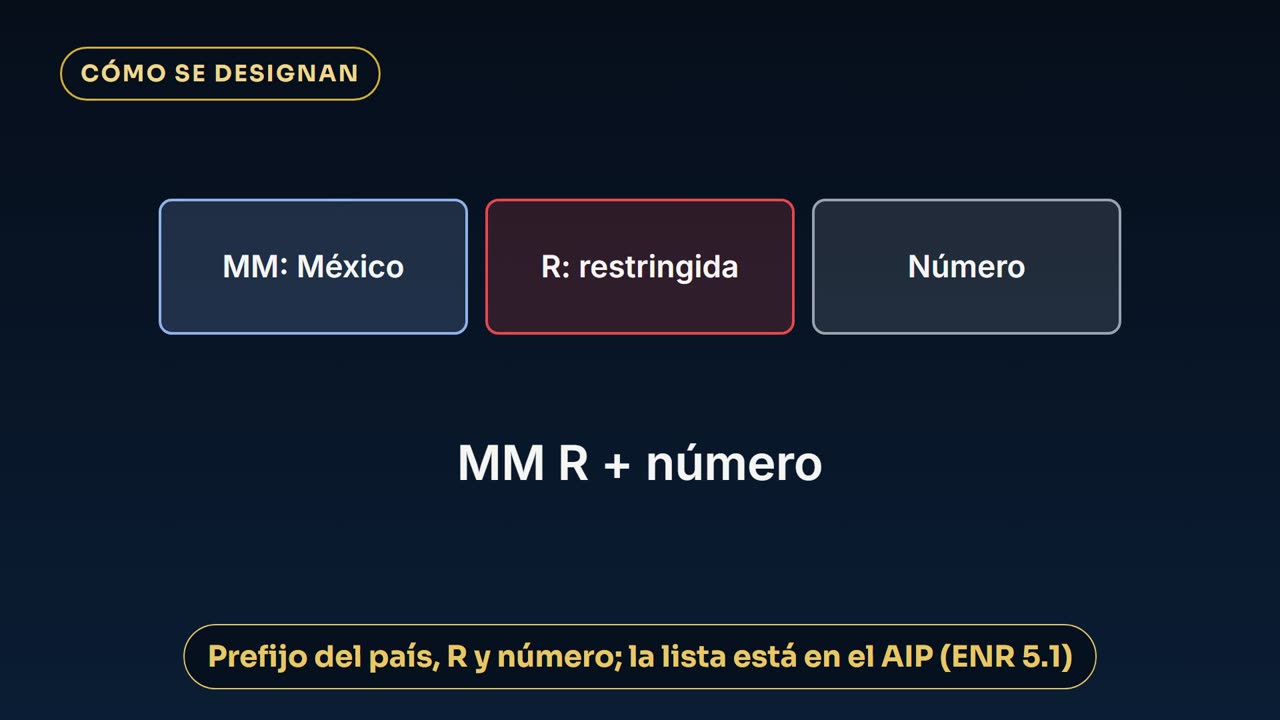 CÓMO SE DESIGNAN
MM: México
R: restringida
Número
MM R + número
Prefijo del país, R y número; la lista está en el AIP (ENR 5.1)